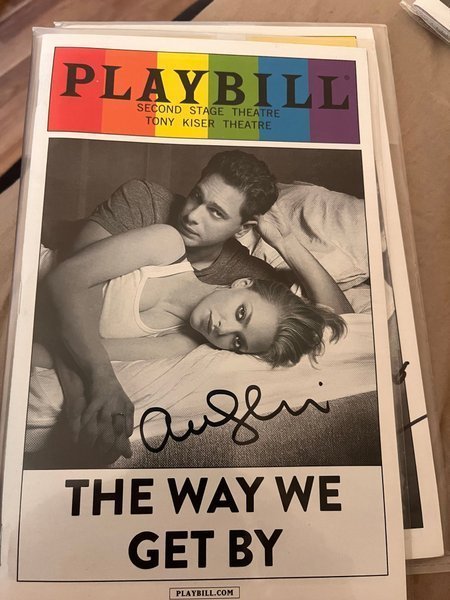 PLAYBILL®
SECOND STAGE THEATRE
TONY KISER THEATRE
THE WAY WE
GET BY
PLAYBILL.COM